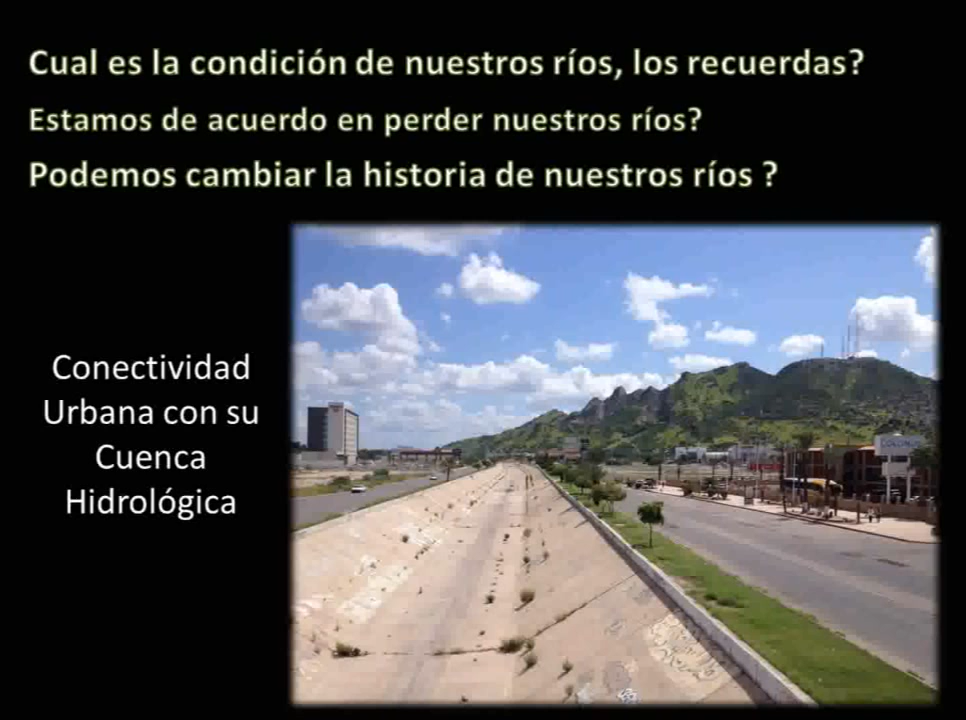 Cual es la condición de nuestros ríos, los recuerdas?
Estamos de acuerdo en perder nuestros ríos?
Podemos cambiar la historia de nuestros ríos ?
Conectividad
Urbana con su
Cuenca
Hidrológica